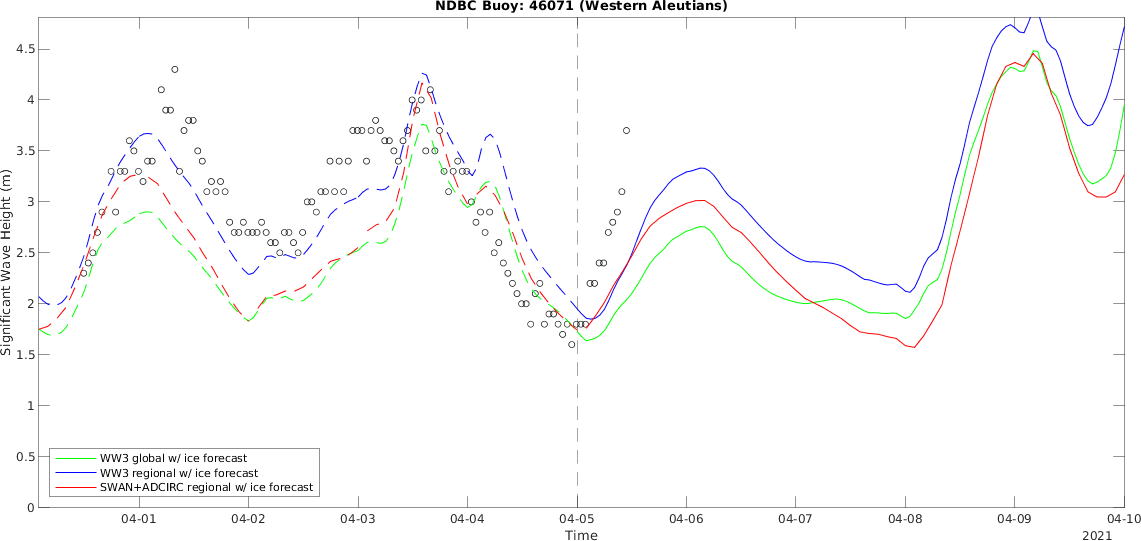 NDBC Buoy: 46071 (Western Aleutians)
Significant Wave Height (m)
4.5
4
3.5
3
2.5
2
1.5
1
0.5
0
WW3 global w/ ice forecast
WW3 regional w/ ice forecast
SWAN+ADCIRC regional w/ ice forecast
04-01 04-02 04-03 04-04 04-05 04-06 04-07 04-08 04-09 04-10
Time
2021